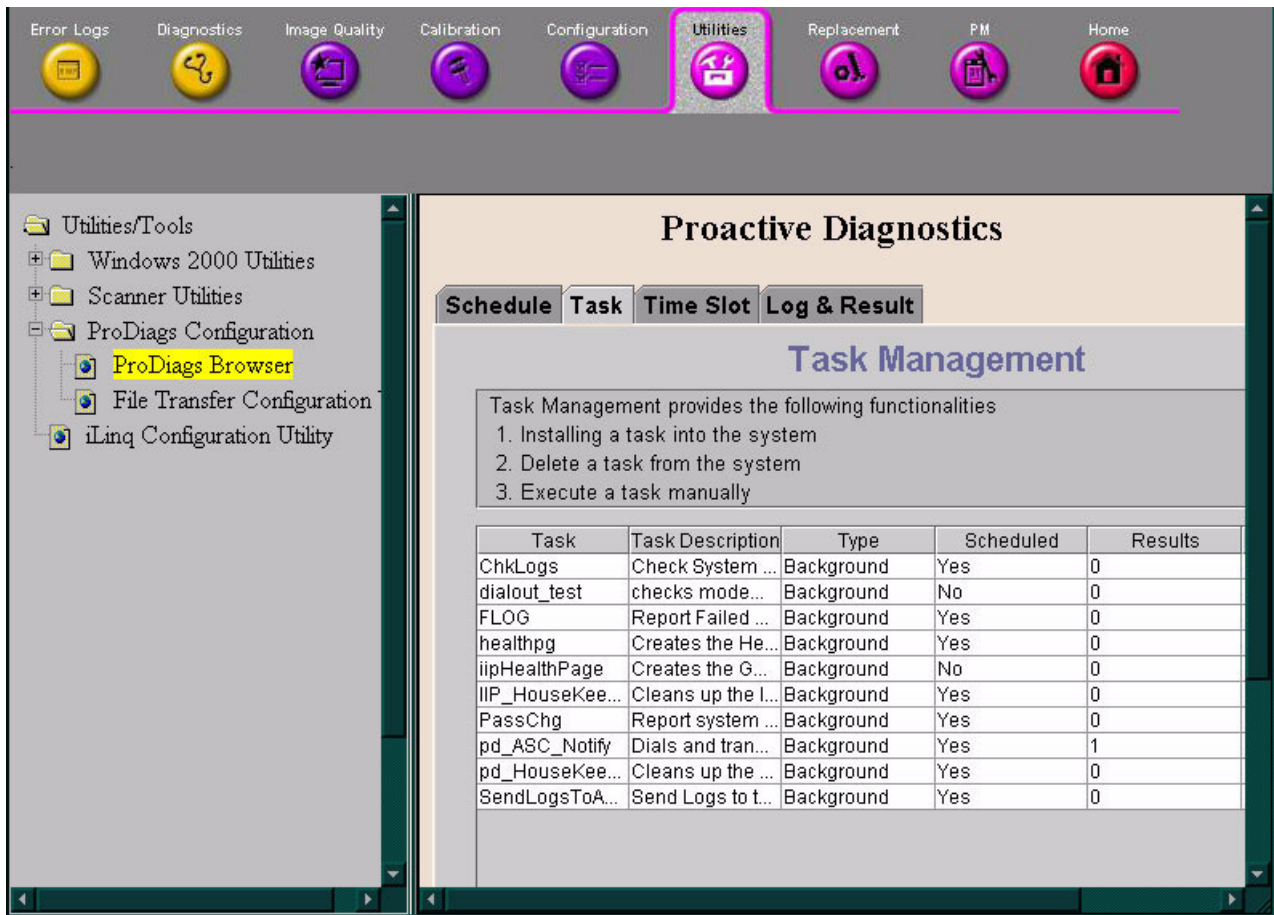 Error Logs Diagnostics Image Quality Calibration Configuration Utilities Replacement PM Home
Utilities/Tools
Windows 2000 Utilities
Scanner Utilities
ProDiags Configuration
ProDiags Browser
File Transfer Configuration
iLinq Configuration Utility
Proactive Diagnostics
Schedule Task Time Slot Log & Result
Task Management
Task Management provides the following functionalities
1. Installing a task into the system
2. Delete a task from the system
3. Execute a task manually
Task Task Description Type Scheduled Results
ChkLogs Check System ... Background Yes 0
dialout_test checks mode... Background No 0
FLOG Report Failed ... Background Yes 0
healthpg Creates the He... Background Yes 0
iipHealthPage Creates the G... Background No 0
IIP_HouseKee... Cleans up the I... Background Yes 0
PassChg Report system ... Background Yes 0
pd_ASC_Notify Dials and tran... Background Yes 1
pd_HouseKee... Cleans up the ... Background Yes 0
SendLogsToA... Send Logs to t... Background Yes 0